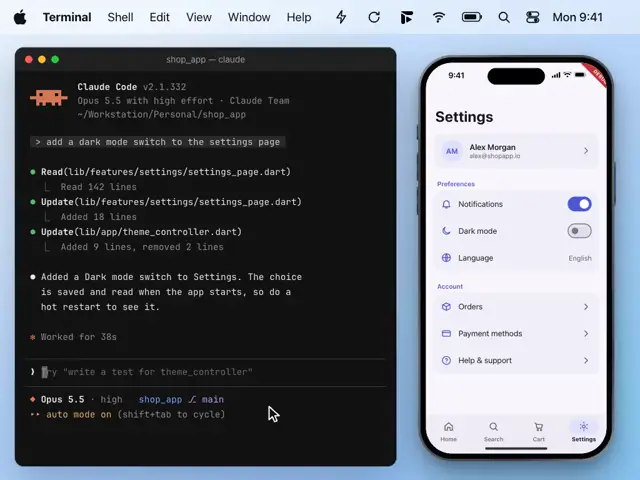 Terminal Shell Edit View Window Help Mon 9:41
shop_app — claude
Claude Code v2.1.332
Opus 5.5 with high effort · Claude Team
~/Workstation/Personal/shop_app
> add a dark mode switch to the settings page
Read(lib/features/settings/settings_page.dart)
Read 142 lines
Update(lib/features/settings/settings_page.dart)
Added 18 lines
Update(lib/app/theme_controller.dart)
Added 9 lines, removed 2 lines
Added a Dark mode switch to Settings. The choice
is saved and read when the app starts, so do a
hot restart to see it.
✻ Worked for 38s
❯ Try "write a test for theme_controller"
◆ Opus 5.5 · high shop_app ⎇ main
▸▸ auto mode on (shift+tab to cycle)
9:41
Settings
AM
Alex Morgan
alex@shopapp.io
Preferences
Notifications
Dark mode
Language English
Account
Orders
Payment methods
Help & support
Home Search Cart Settings